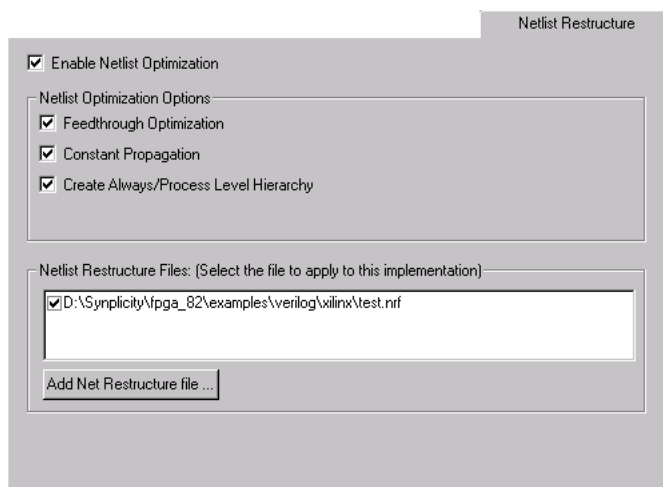 Netlist Restructure
Enable Netlist Optimization
Netlist Optimization Options
Feedthrough Optimization
Constant Propagation
Create Always/Process Level Hierarchy
Netlist Restructure Files: (Select the file to apply to this implementation)
D:\Synplicity\fpga_82\examples\verilog\xilinx\test.nrf
Add Net Restructure file ...